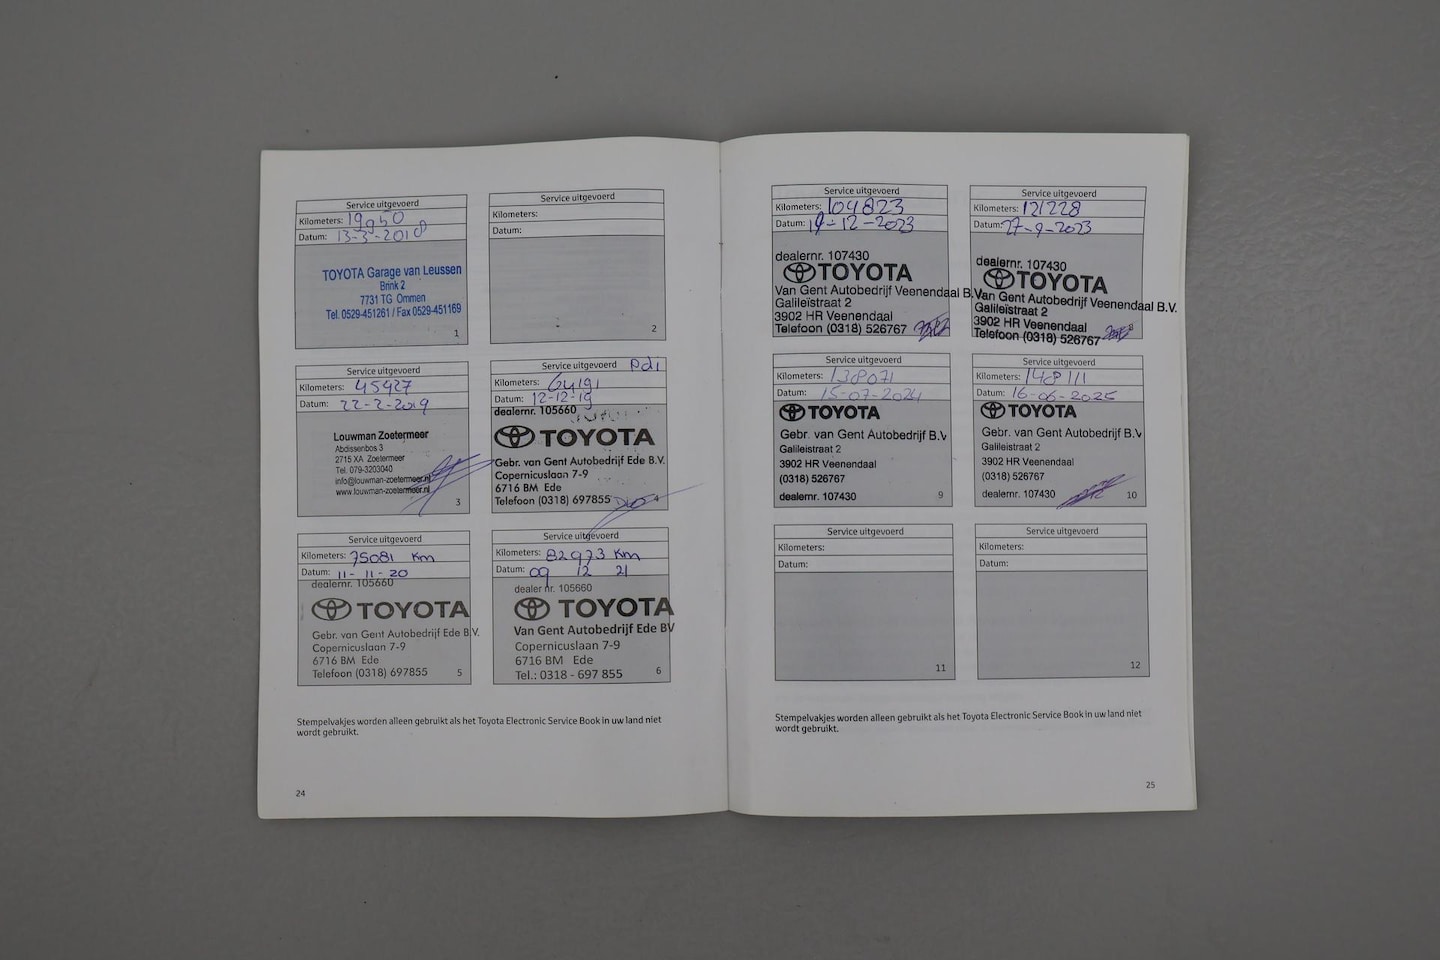 Service uitgevoerd
Kilometers:
Datum: 13-3-2018
TOYOTA Garage van Leussen
Brink 2
7731 TG Ommen
Tel. 0529-451261 / Fax 0529-451169
1
Service uitgevoerd
Kilometers:
Datum:
2
Service uitgevoerd
Kilometers: 45427
Datum: 22-2-2019
Louwman Zoetermeer
Abdissenbos 3
2715 XA Zoetermeer
Tel. 079-3203040
info@louwman-zoetermeer.nl
www.louwman-zoetermeer.nl
3
Service uitgevoerd Pdi
Kilometers: 64191
Datum: 12-12-19
dealernr. 105660
TOYOTA
Gebr. van Gent Autobedrijf Ede B.V.
Copernicuslaan 7-9
6716 BM Ede
Telefoon (0318) 697855
4
Service uitgevoerd
Kilometers: 75081 Km
Datum: 11-11-20
dealernr. 105660
TOYOTA
Gebr. van Gent Autobedrijf Ede B.V.
Copernicuslaan 7-9
6716 BM Ede
Telefoon (0318) 697855
5
Service uitgevoerd
Kilometers: 82973 Km
Datum: 09 12 21
dealer nr. 105660
TOYOTA
Van Gent Autobedrijf Ede BV
Copernicuslaan 7-9
6716 BM Ede
Tel.: 0318 - 697 855
6
Stempelvakjes worden alleen gebruikt als het Toyota Electronic Service Book in uw land niet
wordt gebruikt.
24
Service uitgevoerd
Kilometers: 104823
Datum:
dealernr. 107430
TOYOTA
Van Gent Autobedrijf Veenendaal B.V.
Galileïstraat 2
3902 HR Veenendaal
Telefoon (0318) 526767
Service uitgevoerd
Kilometers: 121228
Datum: 27-9-2023
dealernr. 107430
TOYOTA
Van Gent Autobedrijf Veenendaal B.V.
Galileïstraat 2
3902 HR Veenendaal
Telefoon (0318) 526767
8
Service uitgevoerd
Kilometers: 138071
Datum: 15-07-2024
TOYOTA
Gebr. van Gent Autobedrijf B.V.
Galileistraat 2
3902 HR Veenendaal
(0318) 526767
dealernr. 107430
9
Service uitgevoerd
Kilometers: 148111
Datum: 16-06-2025
TOYOTA
Gebr. van Gent Autobedrijf B.V.
Galileistraat 2
3902 HR Veenendaal
(0318) 526767
dealernr. 107430
10
Service uitgevoerd
Kilometers:
Datum:
11
Service uitgevoerd
Kilometers:
Datum:
12
Stempelvakjes worden alleen gebruikt als het Toyota Electronic Service Book in uw land niet
wordt gebruikt.
25